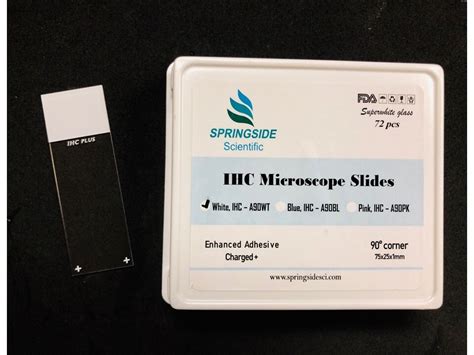 IHC PLUS
+ +
SPRINGSIDE
Scientific
FDA
Superwhite glass
72 pcs
IHC Microscope Slides
White, IHC - A90WT Blue, IHC - A90BL Pink, IHC - A90PK
Enhanced Adhesive
Charged+
90° corner
75x25x1mm
www.springsidesci.com